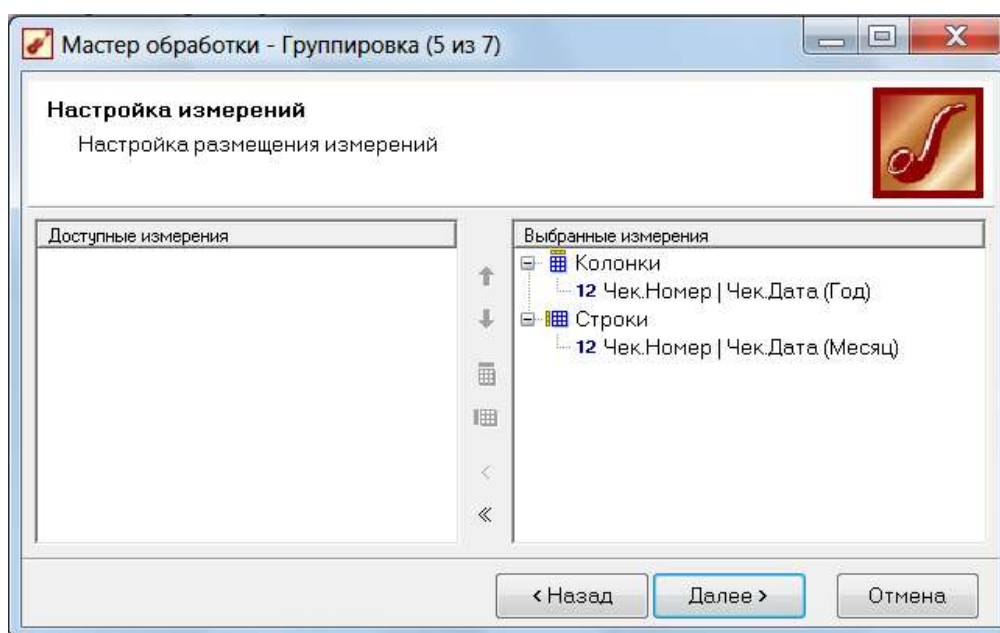 Мастер обработки - Группировка (5 из 7)
Настройка измерений
Настройка размещения измерений
Доступные измерения
Выбранные измерения
Колонки
12 Чек.Номер | Чек.Дата (Год)
Строки
12 Чек.Номер | Чек.Дата (Месяц)
< Назад
Далее >
Отмена